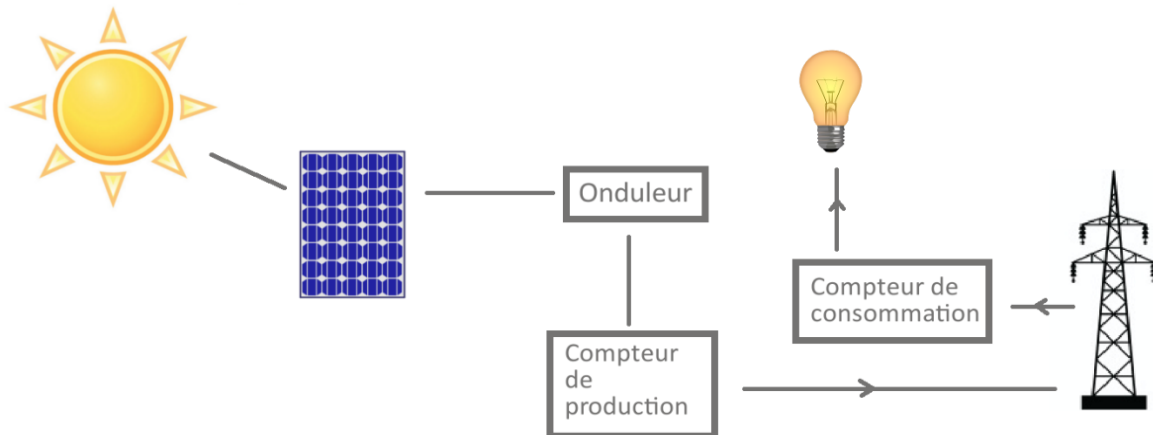 Onduleur
Compteur de
consommation
Compteur
de
production